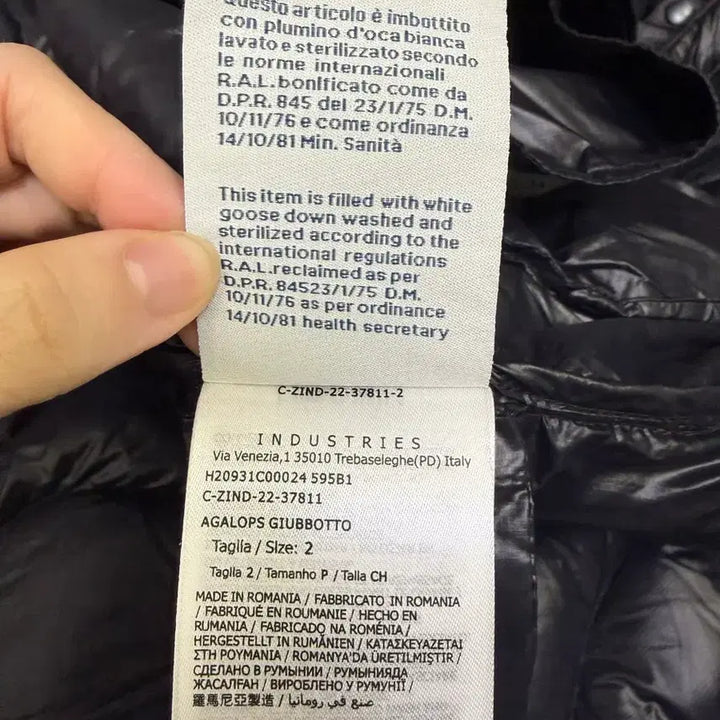 Questo articolo è imbottito
con plumino d'oca bianca
lavato e sterilizzato secondo
le norme internazionali
R.A.L. bonificato come da
D.P.R. 845 del 23/1/75 D.M.
10/11/76 e come ordinanza
14/10/81 Min. Sanità
This item is filled with white
goose down washed and
sterilized according to the
international regulations
R.A.L. reclaimed as per
D.P.R. 84523/1/75 D.M.
10/11/76 as per ordinance
14/10/81 health secretary
C-ZIND-22-37811-2
INDUSTRIES
Via Venezia,1 35010 Trebaseleghe(PD) Italy
H20931C00024 595B1
C-ZIND-22-37811
AGALOPS GIUBBOTTO
Taglia / Size: 2
Taglia 2 / Tamanho P / Talla CH
MADE IN ROMANIA / FABBRICATO IN ROMANIA
/ FABRIQUÉ EN ROUMANIE / HECHO EN
RUMANIA / FABRICADO NA ROMÉNIA /
HERGESTELLT IN RUMÄNIEN / ΚΑΤΑΣΚΕΥΑΖΕΤΑΙ
ΣΤΗ ΡΟΥΜΑΝΙΑ / ROMANYA'DA ÜRETİLMİŞTİR /
СДЕЛАНО В РУМЫНИИ / РУМЫНИЯДА
ЖАСАЛҒАН / ВИРОБЛЕНО У РУМУНІЇ /
羅馬尼亞製造 / صنع في رومانيا